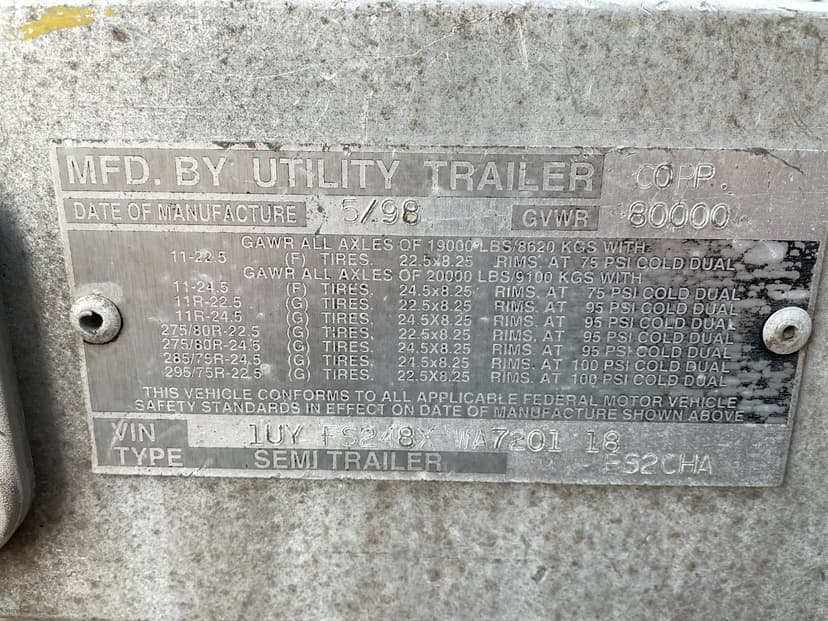 MFD. BY UTILITY TRAILER CORP.
DATE OF MANUFACTURE 5/98 GVWR 80000
GAWR ALL AXLES OF 19000 LBS/8620 KGS WITH
11-22.5 (F) TIRES. 22.5x8.25 RIMS. AT 75 PSI COLD DUAL
GAWR ALL AXLES OF 20000 LBS/9100 KGS WITH
11-24.5 (F) TIRES. 24.5x8.25 RIMS. AT 75 PSI COLD DUAL
11R-22.5 (G) TIRES. 22.5x8.25 RIMS. AT 95 PSI COLD DUAL
11R-24.5 (G) TIRES. 24.5x8.25 RIMS. AT 95 PSI COLD DUAL
275/80R-22.5 (G) TIRES. 22.5x8.25 RIMS. AT 95 PSI COLD DUAL
275/80R-24.5 (G) TIRES. 24.5x8.25 RIMS. AT 95 PSI COLD DUAL
285/75R-24.5 (G) TIRES. 24.5x8.25 RIMS. AT 100 PSI COLD DUAL
295/75R-22.5 (G) TIRES. 22.5x8.25 RIMS. AT 100 PSI COLD DUAL
THIS VEHICLE CONFORMS TO ALL APPLICABLE FEDERAL MOTOR VEHICLE
SAFETY STANDARDS IN EFFECT ON DATE OF MANUFACTURE SHOWN ABOVE
VIN 1UY FS248X WA7201 18
TYPE SEMI TRAILER FS2CHA